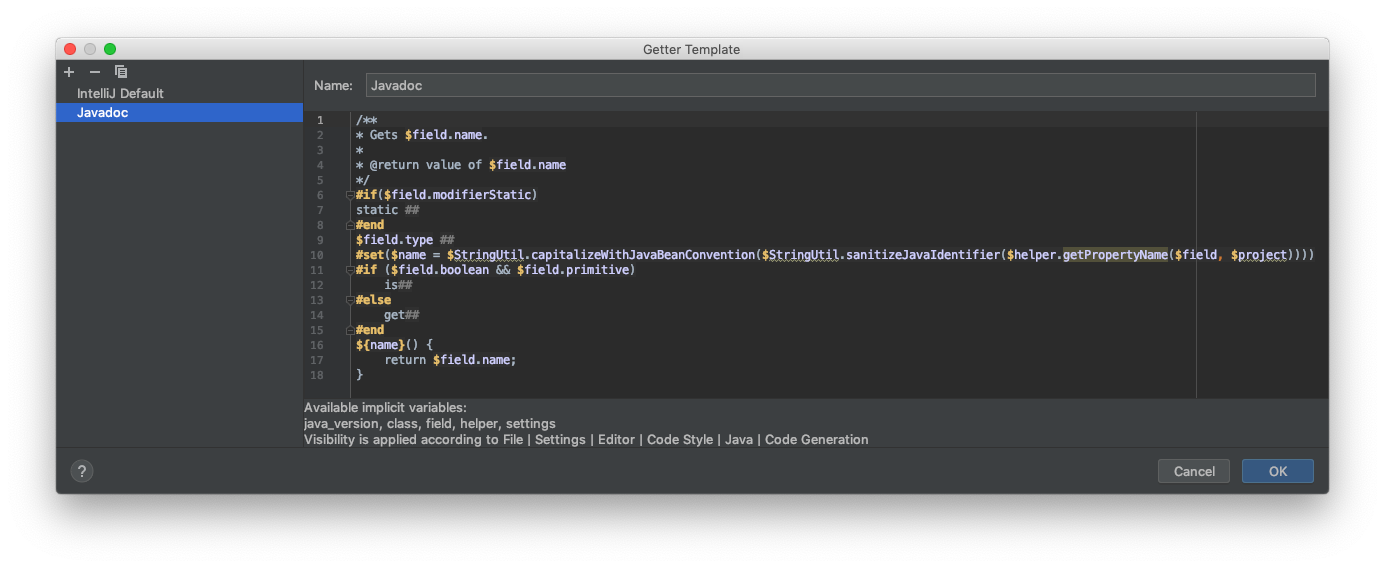 Getter Template
IntelliJ Default
Javadoc
Name: Javadoc
1 /**
2 * Gets $field.name.
3 *
4 * @return value of $field.name
5 */
6 #if($field.modifierStatic)
7 static ##
8 #end
9 $field.type ##
10 #set($name = $StringUtil.capitalizeWithJavaBeanConvention($StringUtil.sanitizeJavaIdentifier($helper.getPropertyName($field, $project))))
11 #if ($field.boolean && $field.primitive)
12     is##
13 #else
14     get##
15 #end
16 ${name}() {
17     return $field.name;
18 }
Available implicit variables:
java_version, class, field, helper, settings
Visibility is applied according to File | Settings | Editor | Code Style | Java | Code Generation
?
Cancel
OK